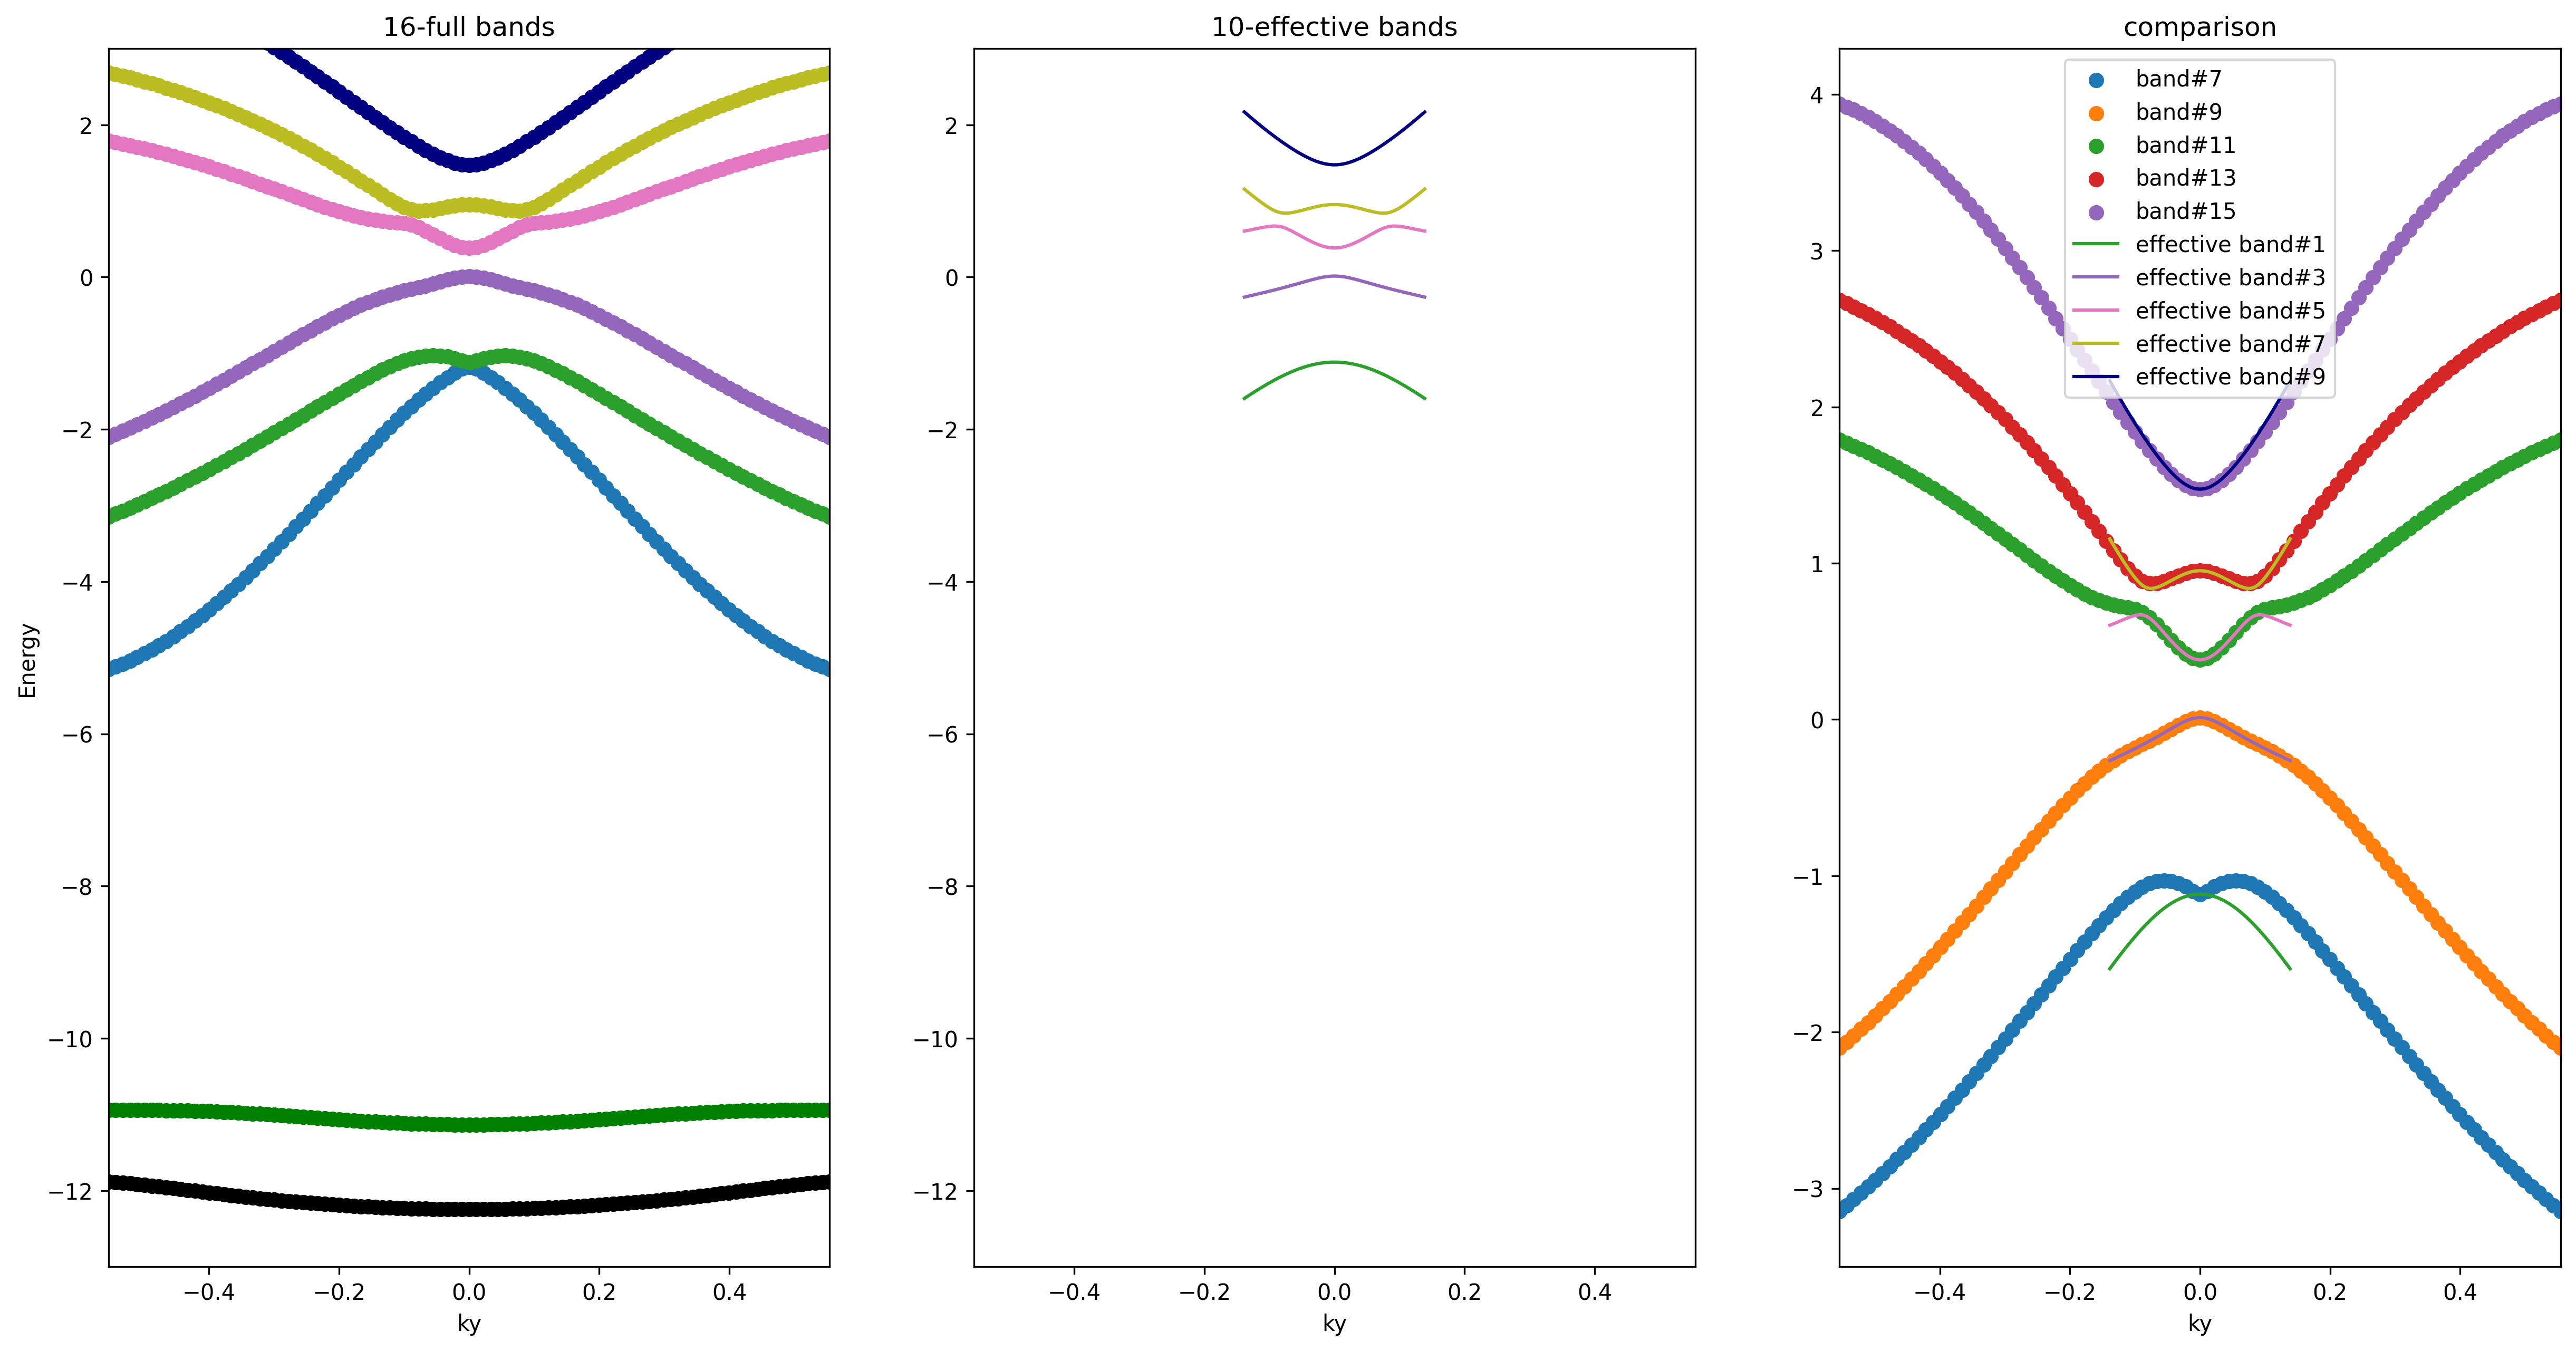 16-full bands
2
0
−2
−4
−6
−8
−10
−12
Energy
−0.4
−0.2
0.0
0.2
0.4
ky
10-effective bands
2
0
−2
−4
−6
−8
−10
−12
−0.4
−0.2
0.0
0.2
0.4
ky
comparison
4
3
2
1
0
−1
−2
−3
band#7
band#9
band#11
band#13
band#15
effective band#1
effective band#3
effective band#5
effective band#7
effective band#9
−0.4
−0.2
0.0
0.2
0.4
ky